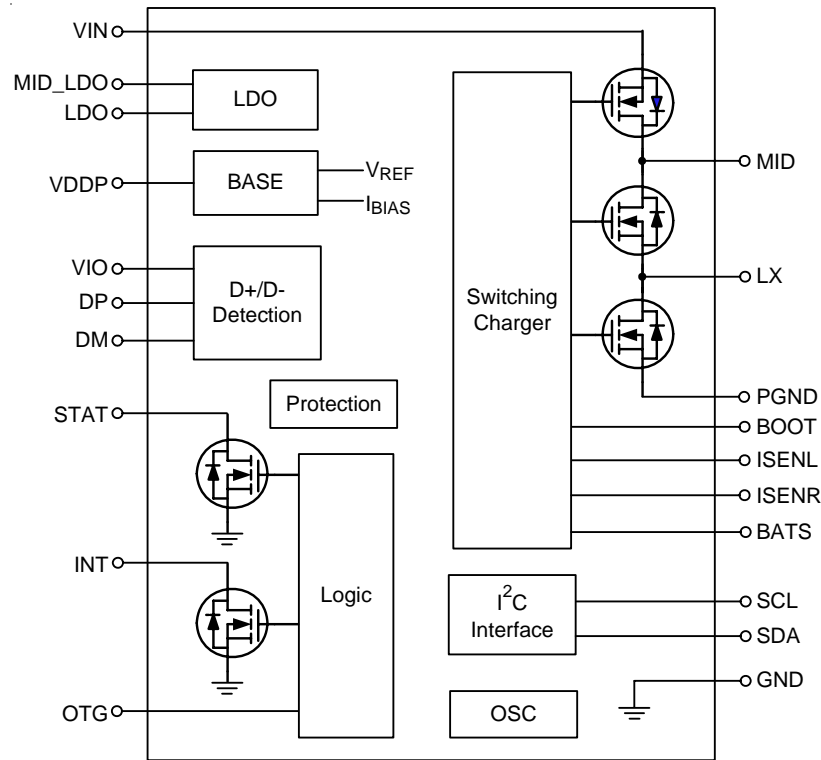 VIN
MID_LDO
LDO
LDO
VDDP
BASE
VREF
IBIAS
VIO
DP
DM
D+/D-
Detection
Switching
Charger
MID
LX
PGND
BOOT
ISENL
ISENR
BATS
Protection
STAT
INT
OTG
Logic
I2C
Interface
SCL
SDA
GND
OSC